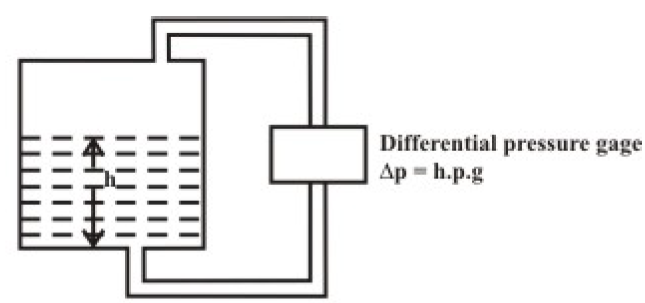 h
Differential pressure gage
Δp = h.p.g